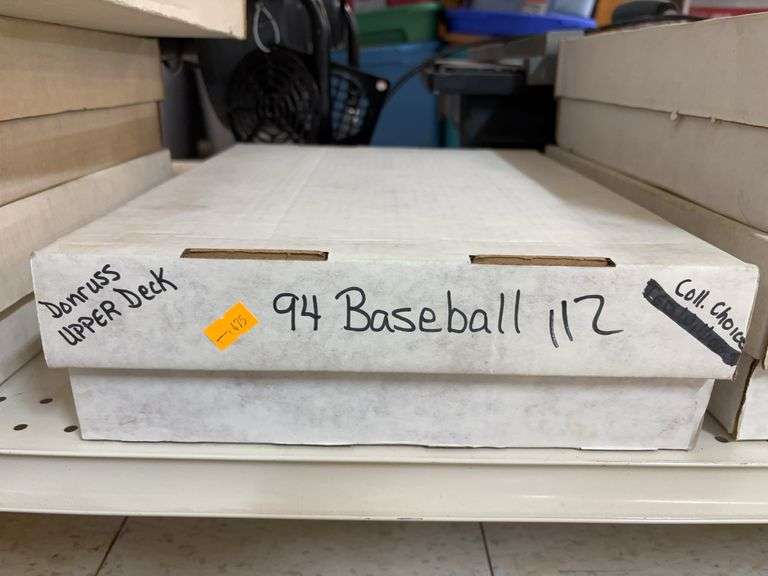 Donruss
UPPER Deck
94 Baseball 112
Coll. Choice